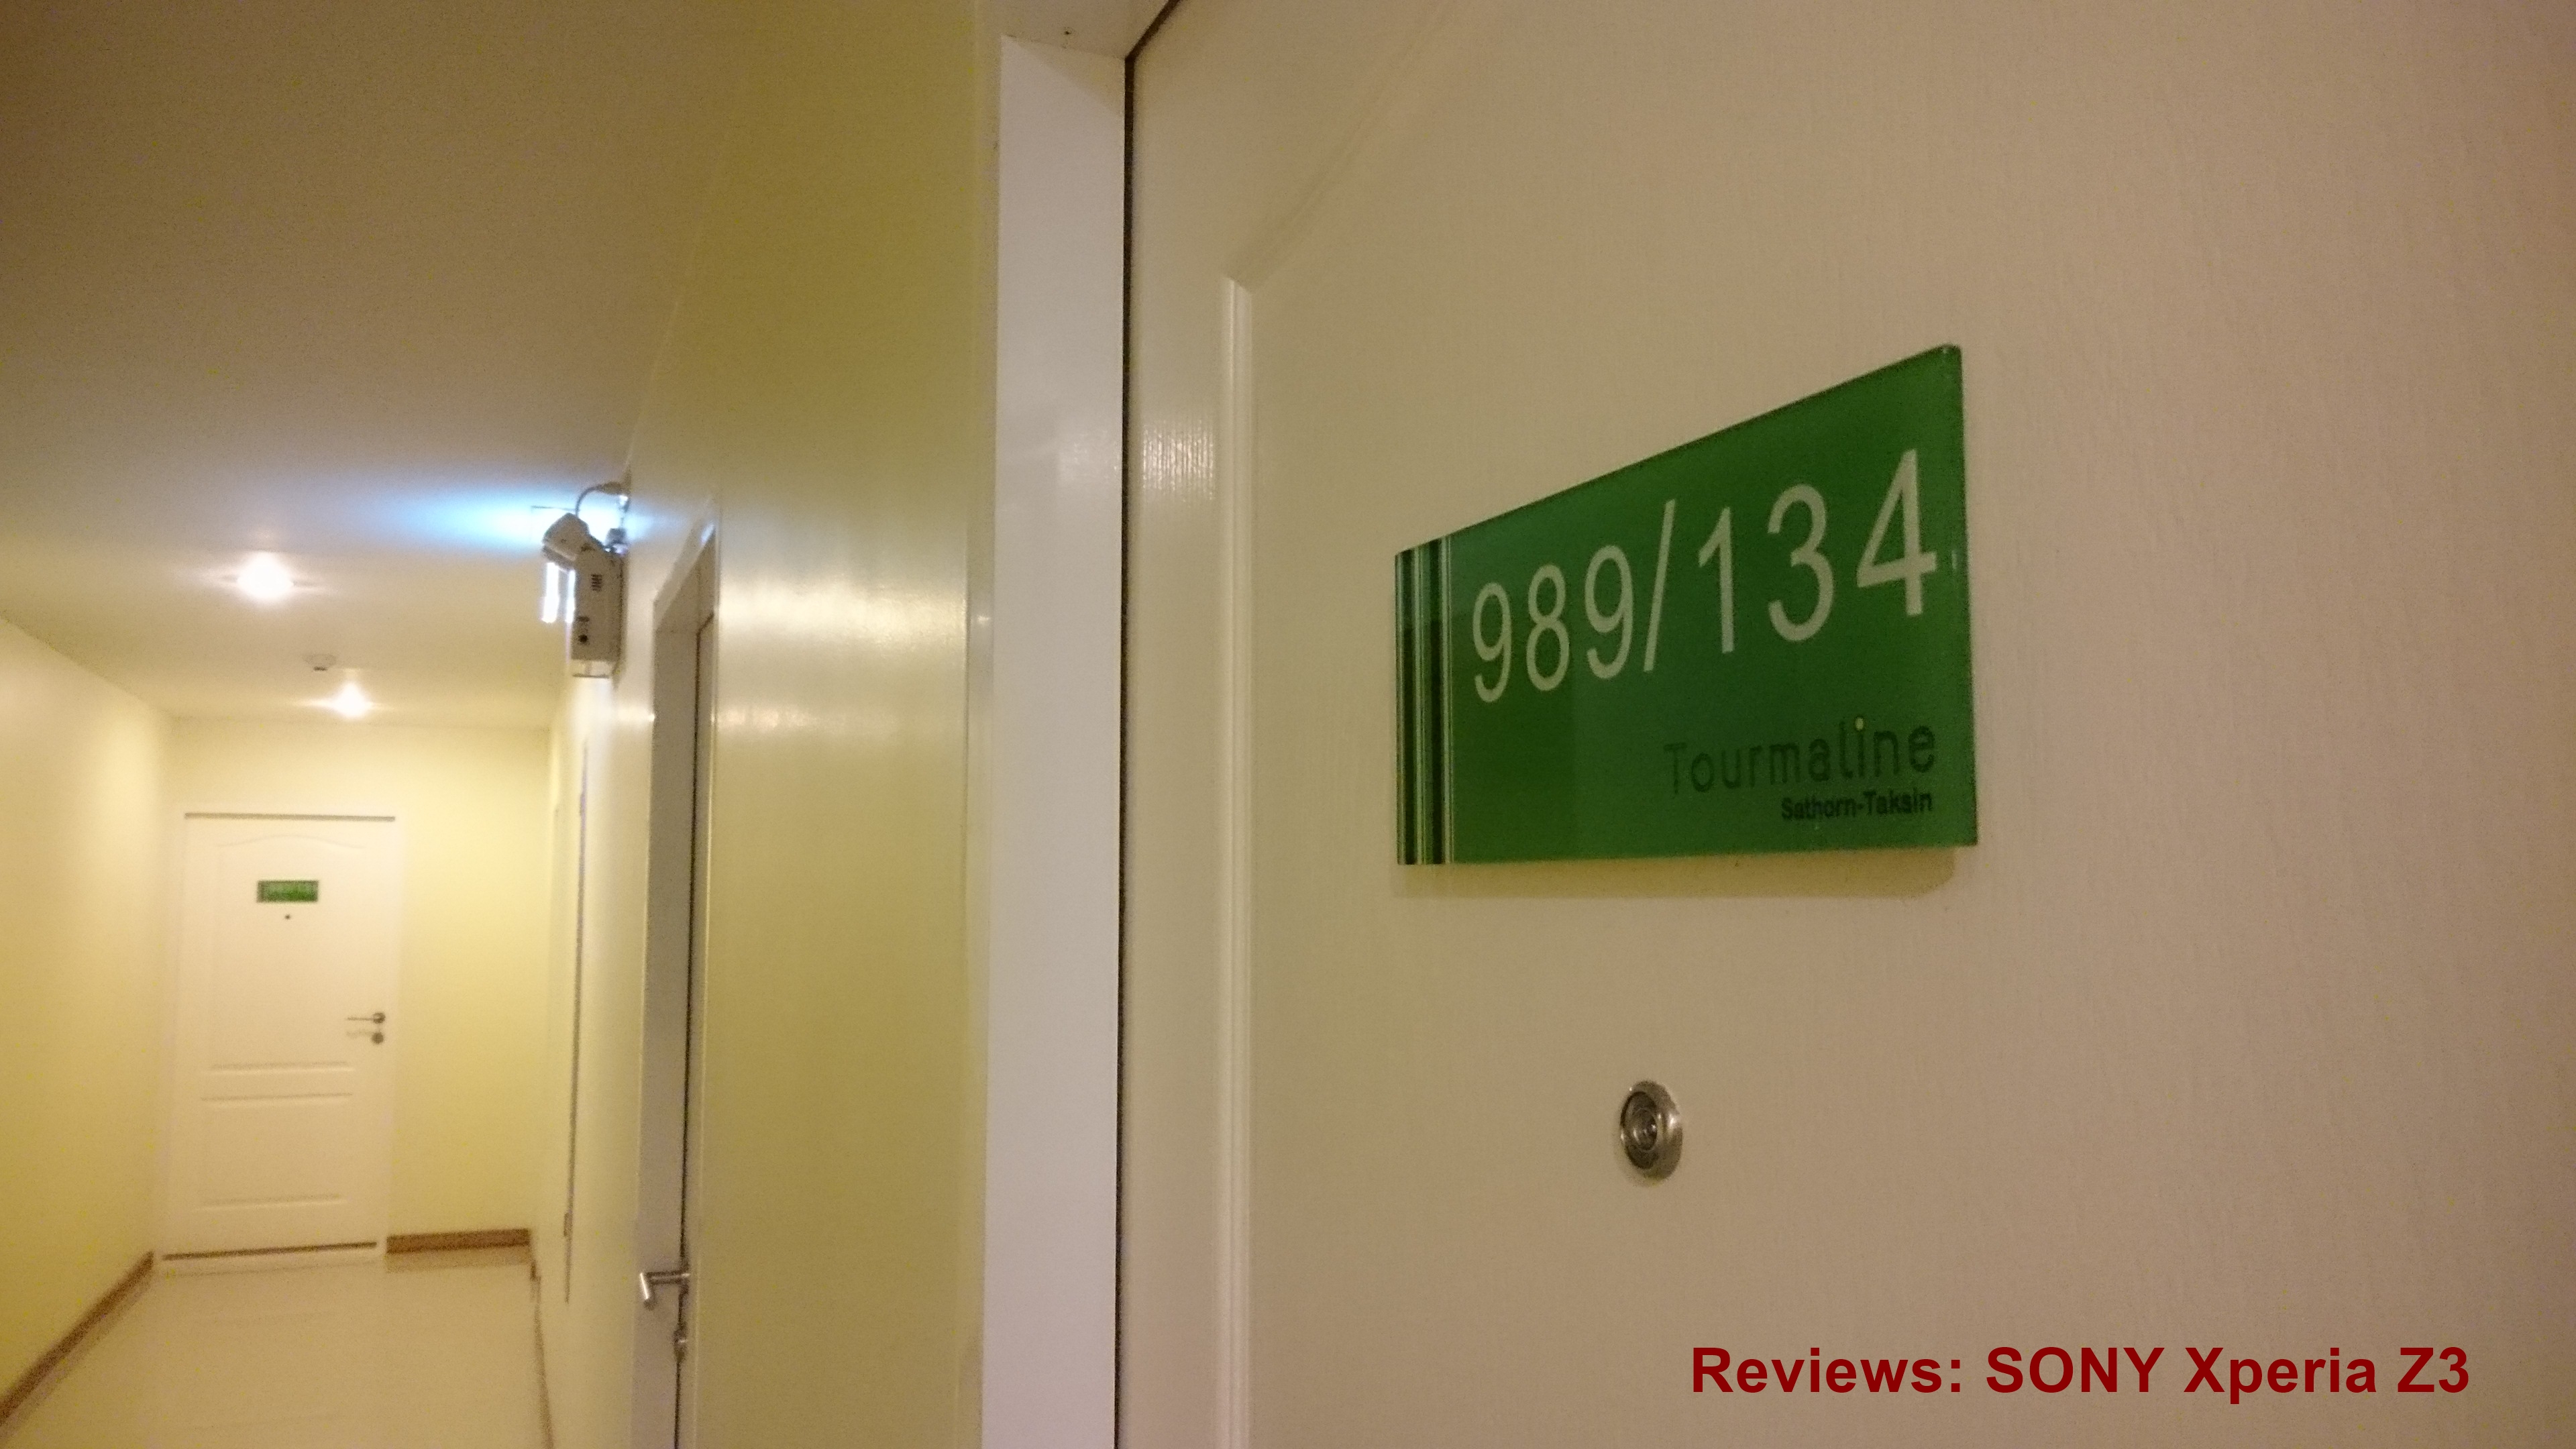 989/134
Tourmaline
Sathorn-Taksin
Reviews: SONY Xperia Z3